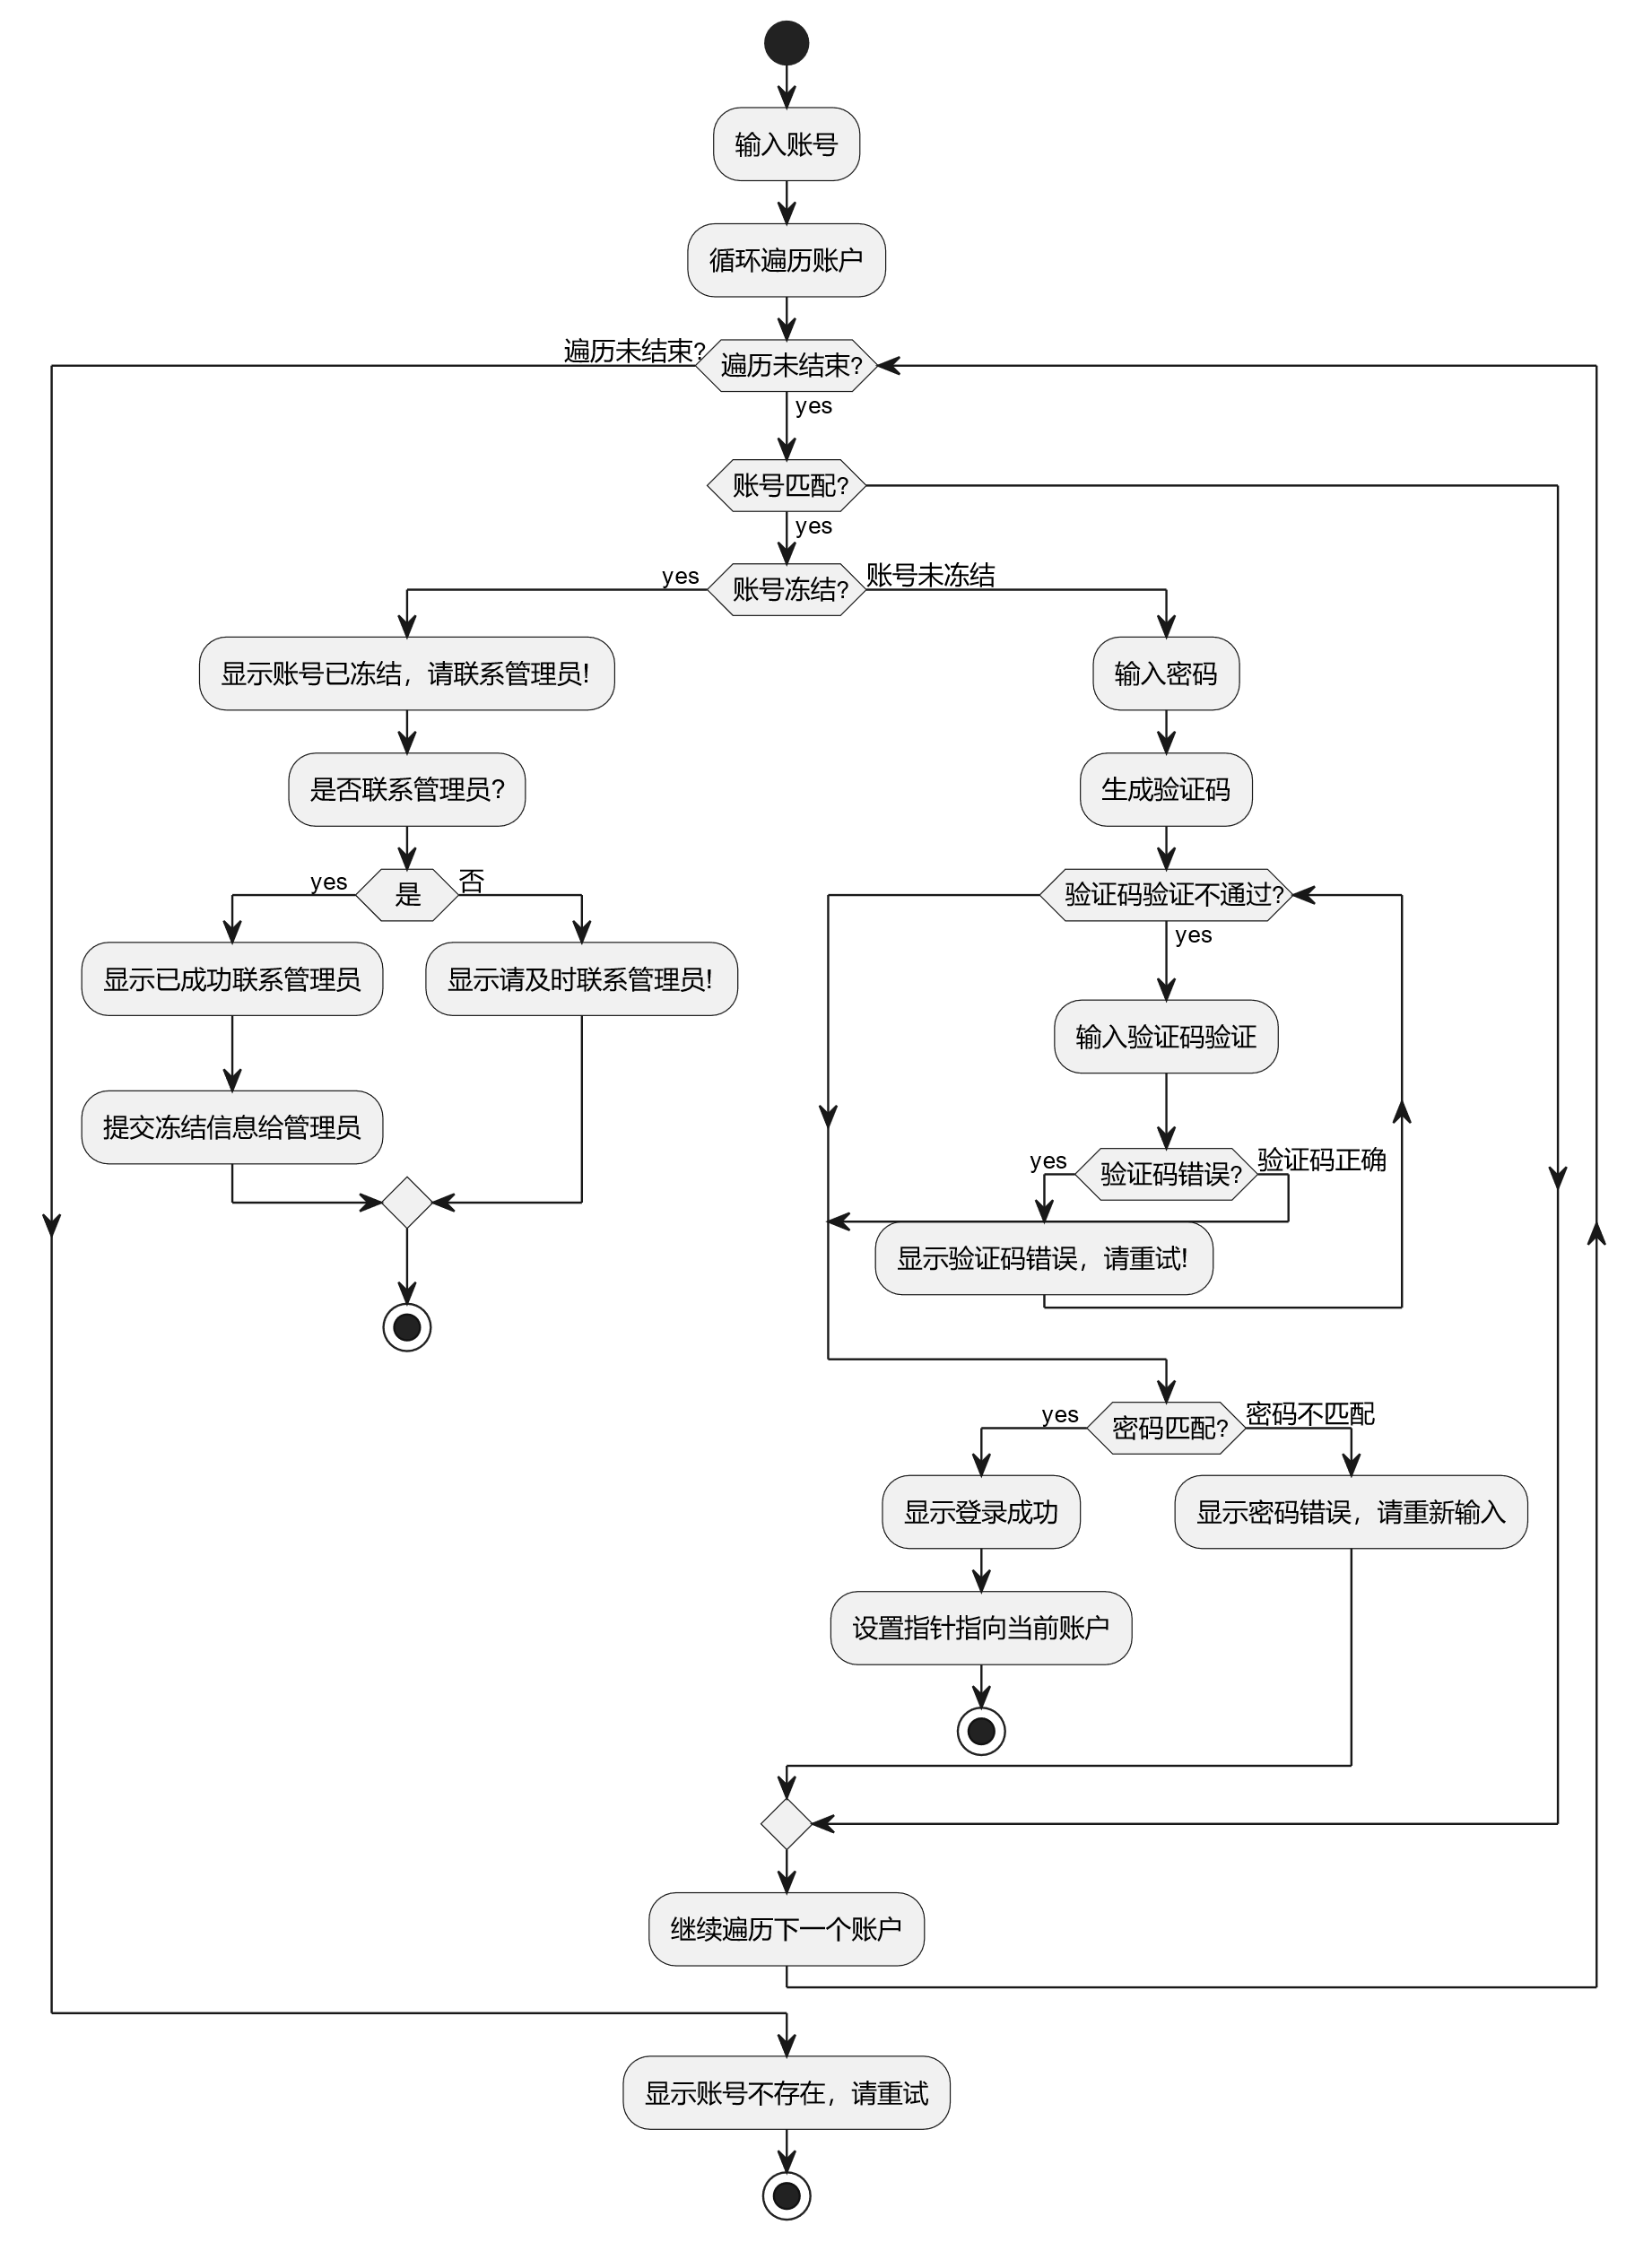 输入账号
循环遍历账户
遍历未结束?
遍历未结束?
yes
账号匹配?
yes
yes
账号冻结?
账号未冻结
显示账号已冻结，请联系管理员!
输入密码
是否联系管理员?
生成验证码
yes
是
否
验证码验证不通过?
yes
显示已成功联系管理员
显示请及时联系管理员!
输入验证码验证
提交冻结信息给管理员
yes
验证码错误?
验证码正确
显示验证码错误，请重试!
yes
密码匹配?
密码不匹配
显示登录成功
显示密码错误，请重新输入
设置指针指向当前账户
继续遍历下一个账户
显示账号不存在，请重试